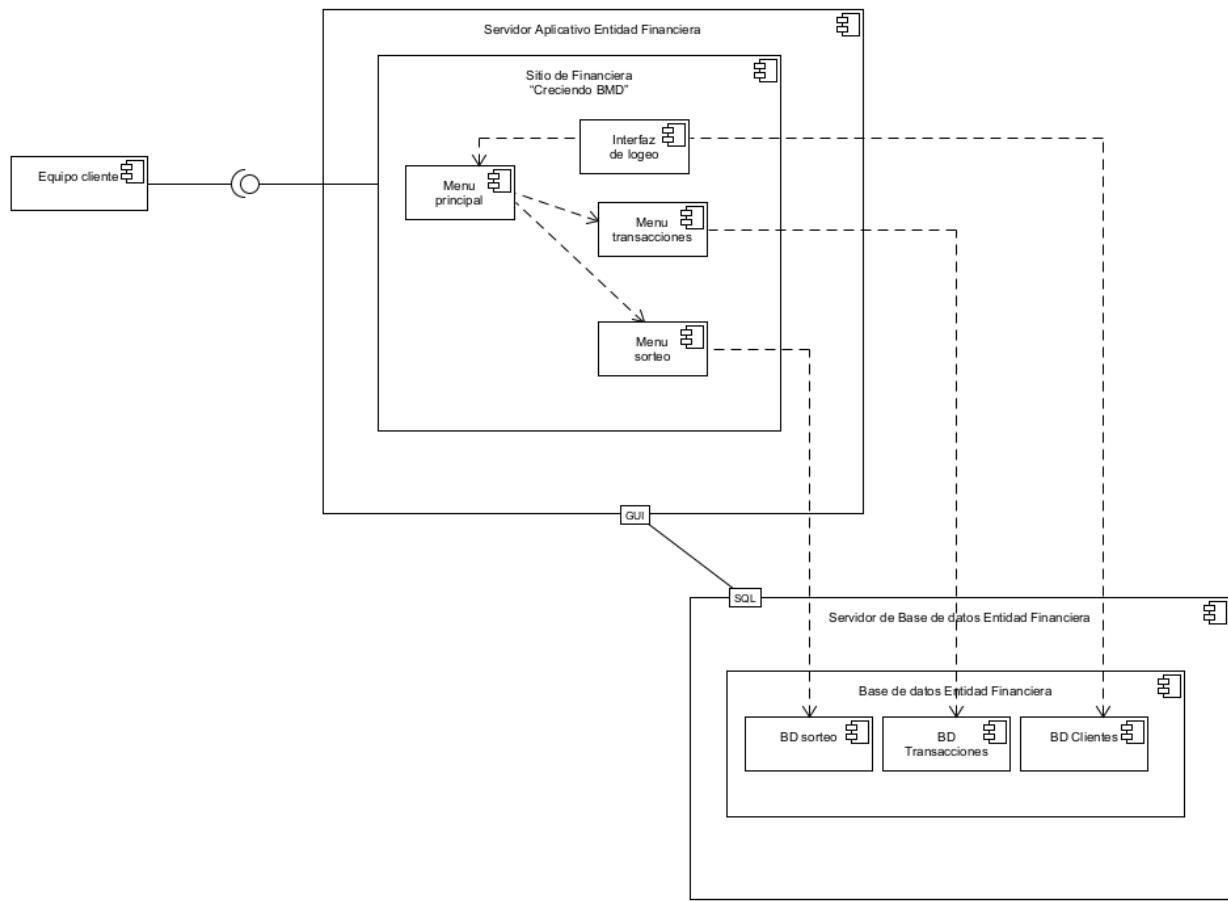 Servidor Aplicativo Entidad Financiera
Sitio de Financiera
“Creciendo BMD”
Interfaz
de logeo
Equipo cliente
Menu
principal
Menu
transacciones
Menu
sorteo
GUI
SQL
Servidor de Base de datos Entidad Financiera
Base de datos Entidad Financiera
BD sorteo
BD
Transacciones
BD Clientes